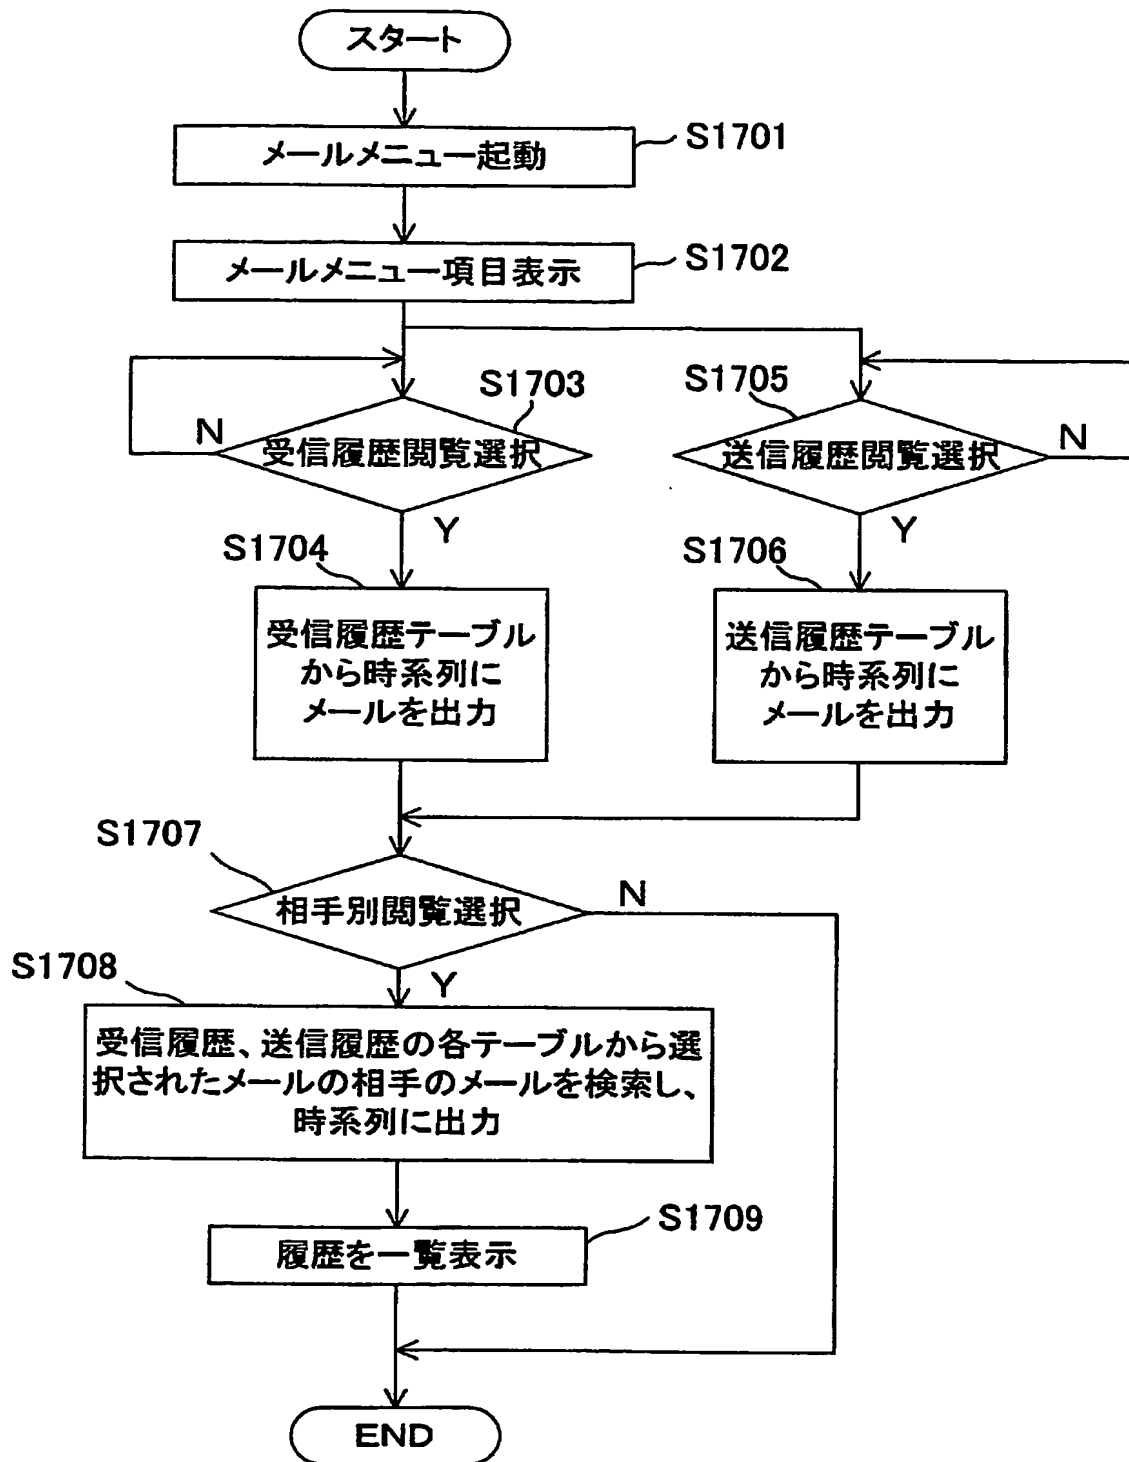 スタート
メールメニュー起動
S1701
メールメニュー項目表示
S1702
S1703
受信履歴閲覧選択
N
Y
S1705
送信履歴閲覧選択
N
Y
S1704
受信履歴テーブル
から時系列に
メールを出力
S1706
送信履歴テーブル
から時系列に
メールを出力
S1707
相手別閲覧選択
N
Y
S1708
受信履歴、送信履歴の各テーブルから選
択されたメールの相手のメールを検索し、
時系列に出力
S1709
履歴を一覧表示
END